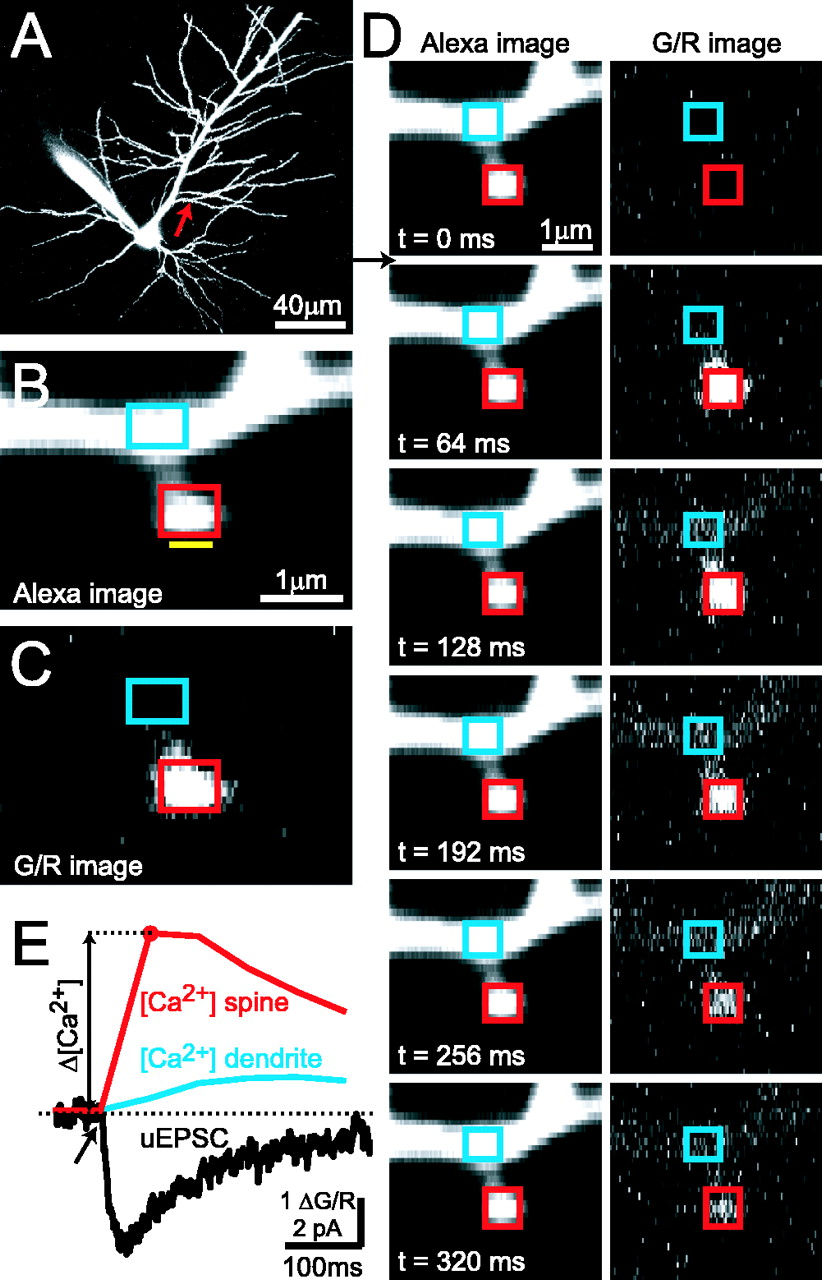 A
40μm
B
Alexa image
1μm
C
G/R image
D
Alexa image
G/R image
t = 0 ms
1μm
t = 64 ms
t = 128 ms
t = 192 ms
t = 256 ms
t = 320 ms
E
Δ[Ca2+]
[Ca2+] spine
[Ca2+] dendrite
uEPSC
1 ΔG/R
2 pA
100ms